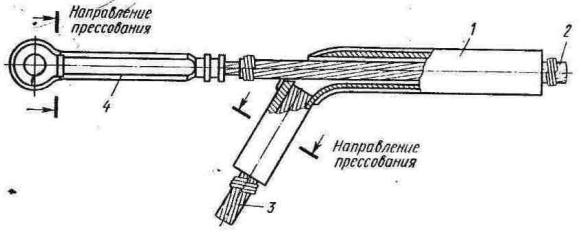 Направление
прессования
1
2
4
Направление
прессования
3